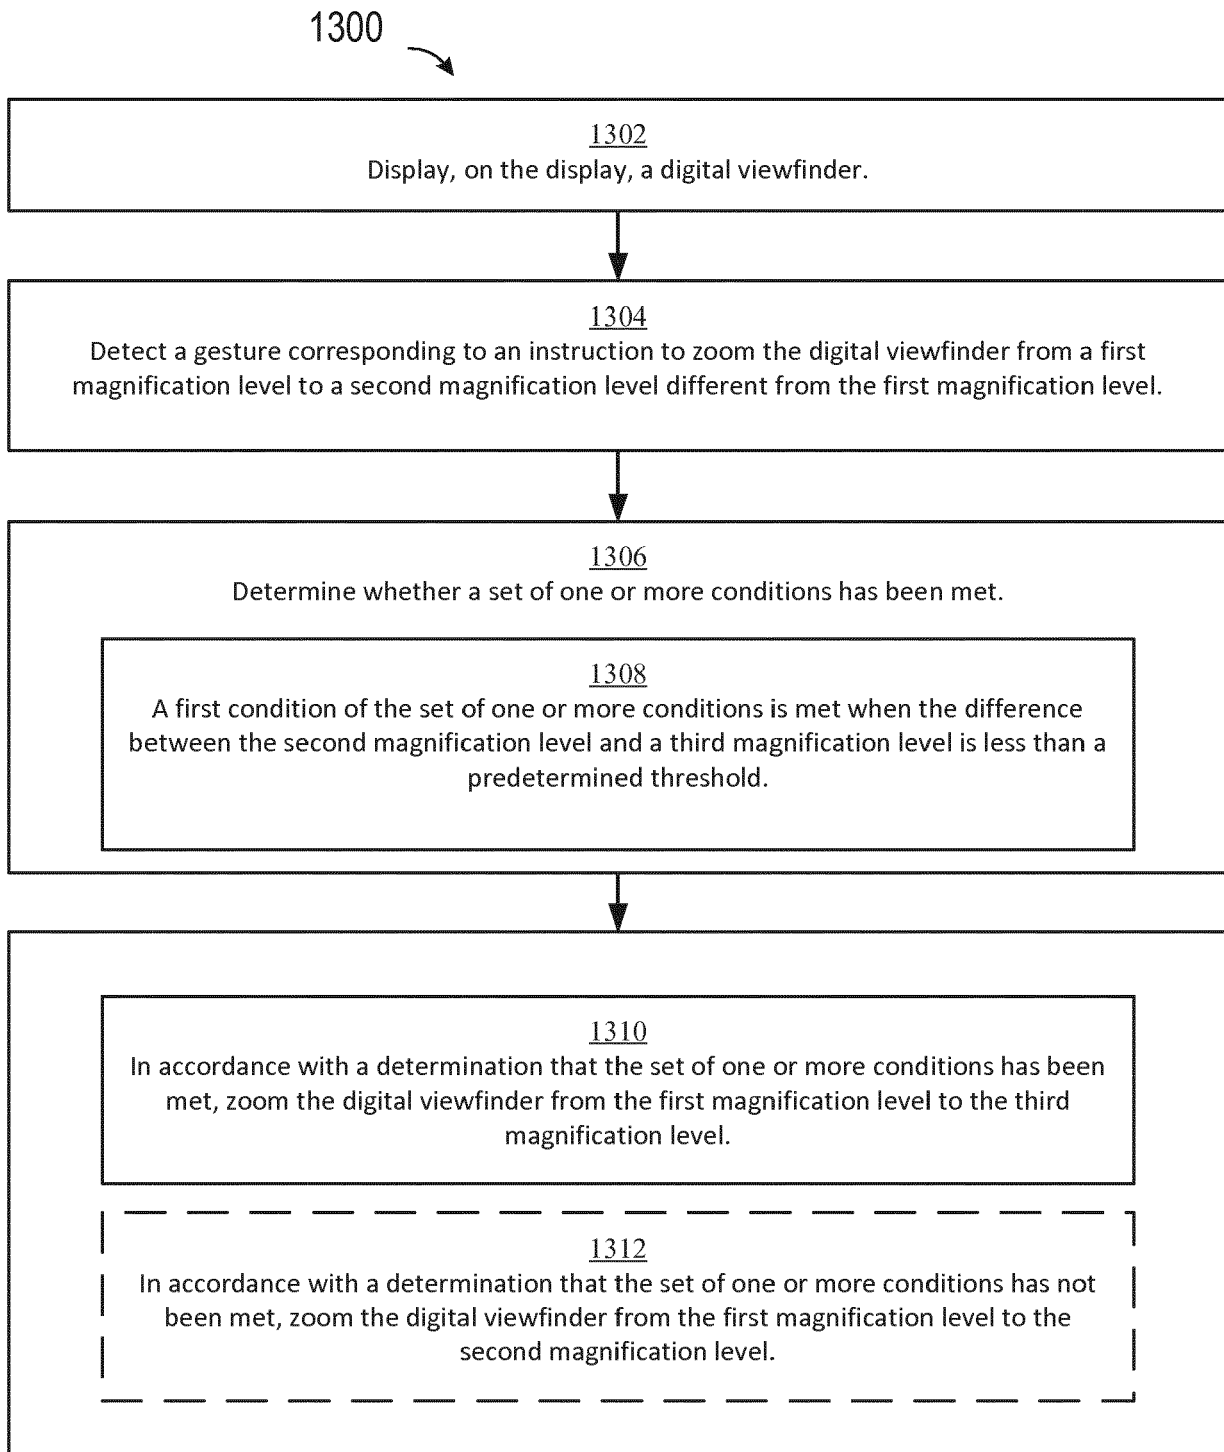 1300
1302
Display, on the display, a digital viewfinder.
1304
Detect a gesture corresponding to an instruction to zoom the digital viewfinder from a first
magnification level to a second magnification level different from the first magnification level.
1306
Determine whether a set of one or more conditions has been met.
1308
A first condition of the set of one or more conditions is met when the difference
between the second magnification level and a third magnification level is less than a
predetermined threshold.
1310
In accordance with a determination that the set of one or more conditions has been
met, zoom the digital viewfinder from the first magnification level to the third
magnification level.
1312
In accordance with a determination that the set of one or more conditions has not
been met, zoom the digital viewfinder from the first magnification level to the
second magnification level.